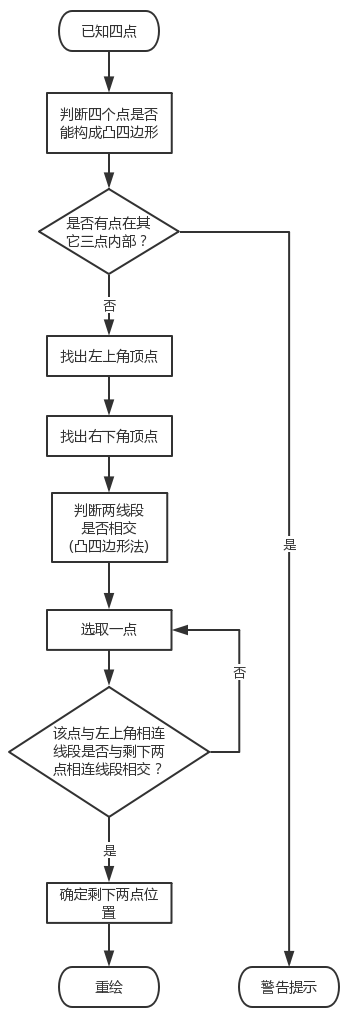 已知四点
判断四个点是否
能构成凸四边形
是否有点在其
它三点内部？
否
找出左上角顶点
找出右下角顶点
判断两线段
是否相交
(凸四边形法)
是
选取一点
否
该点与左上角相连
线段是否与剩下两
点相连线段相交？
是
确定剩下两点位
置
重绘
警告提示